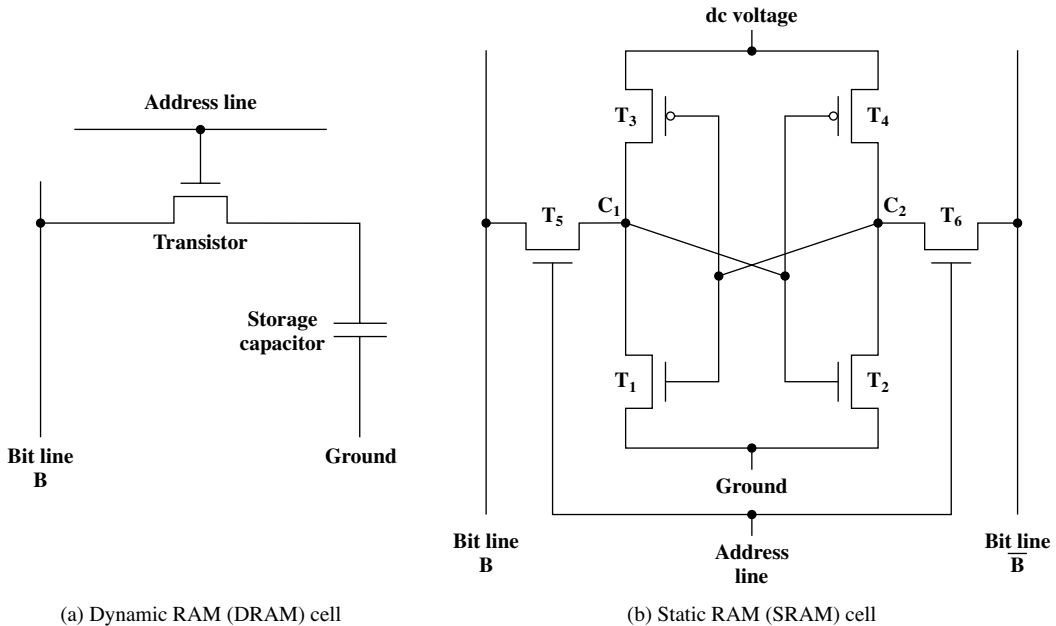 dc voltage
Address line
T3
T4
T5
C1
C2
T6
Transistor
Storage
capacitor
T1
T2
Bit line
B
Ground
Ground
Bit line
B
Address
line
Bit line
B̅
(a) Dynamic RAM (DRAM) cell
(b) Static RAM (SRAM) cell